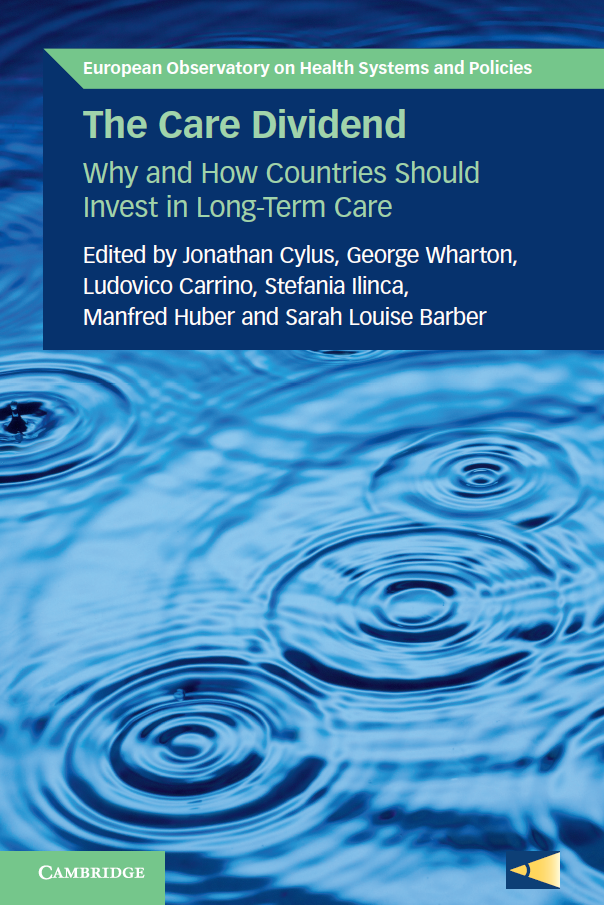 European Observatory on Health Systems and Policies
The Care Dividend
Why and How Countries Should
Invest in Long-Term Care
Edited by Jonathan Cylus, George Wharton,
Ludovico Carrino, Stefania Ilinca,
Manfred Huber and Sarah Louise Barber
CAMBRIDGE